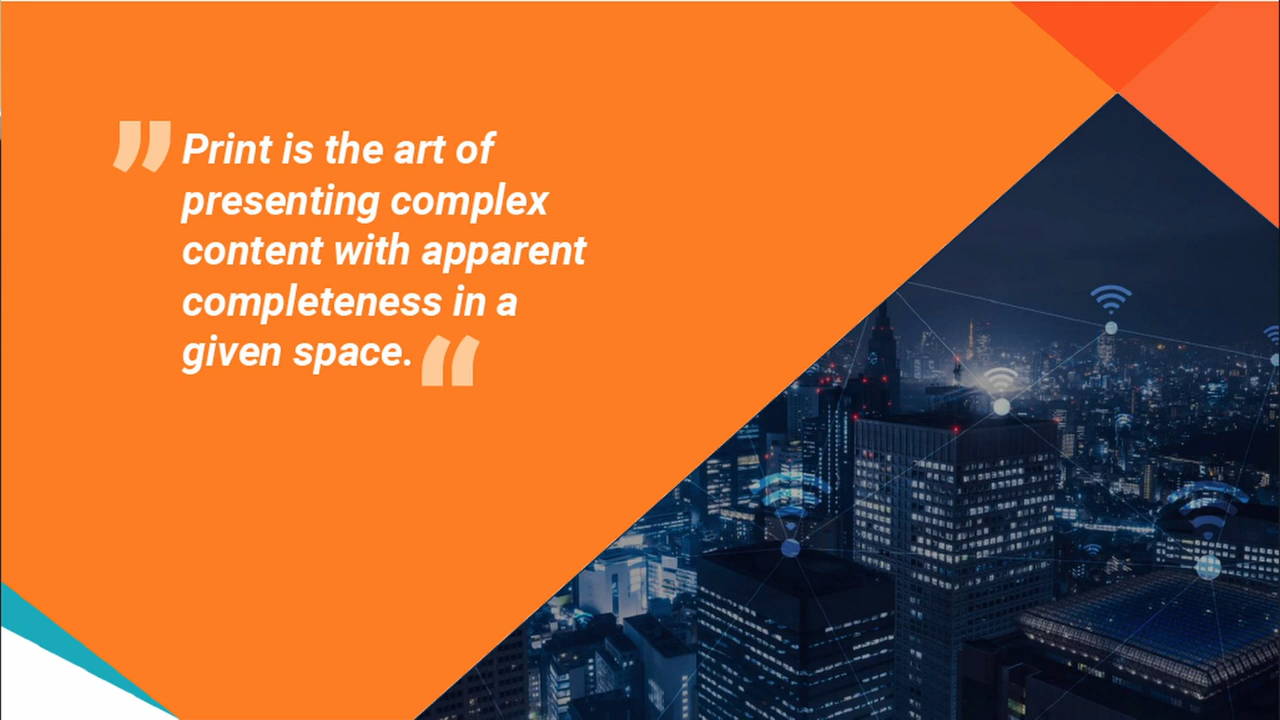 ”Print is the art of
presenting complex
content with apparent
completeness in a
given space.“